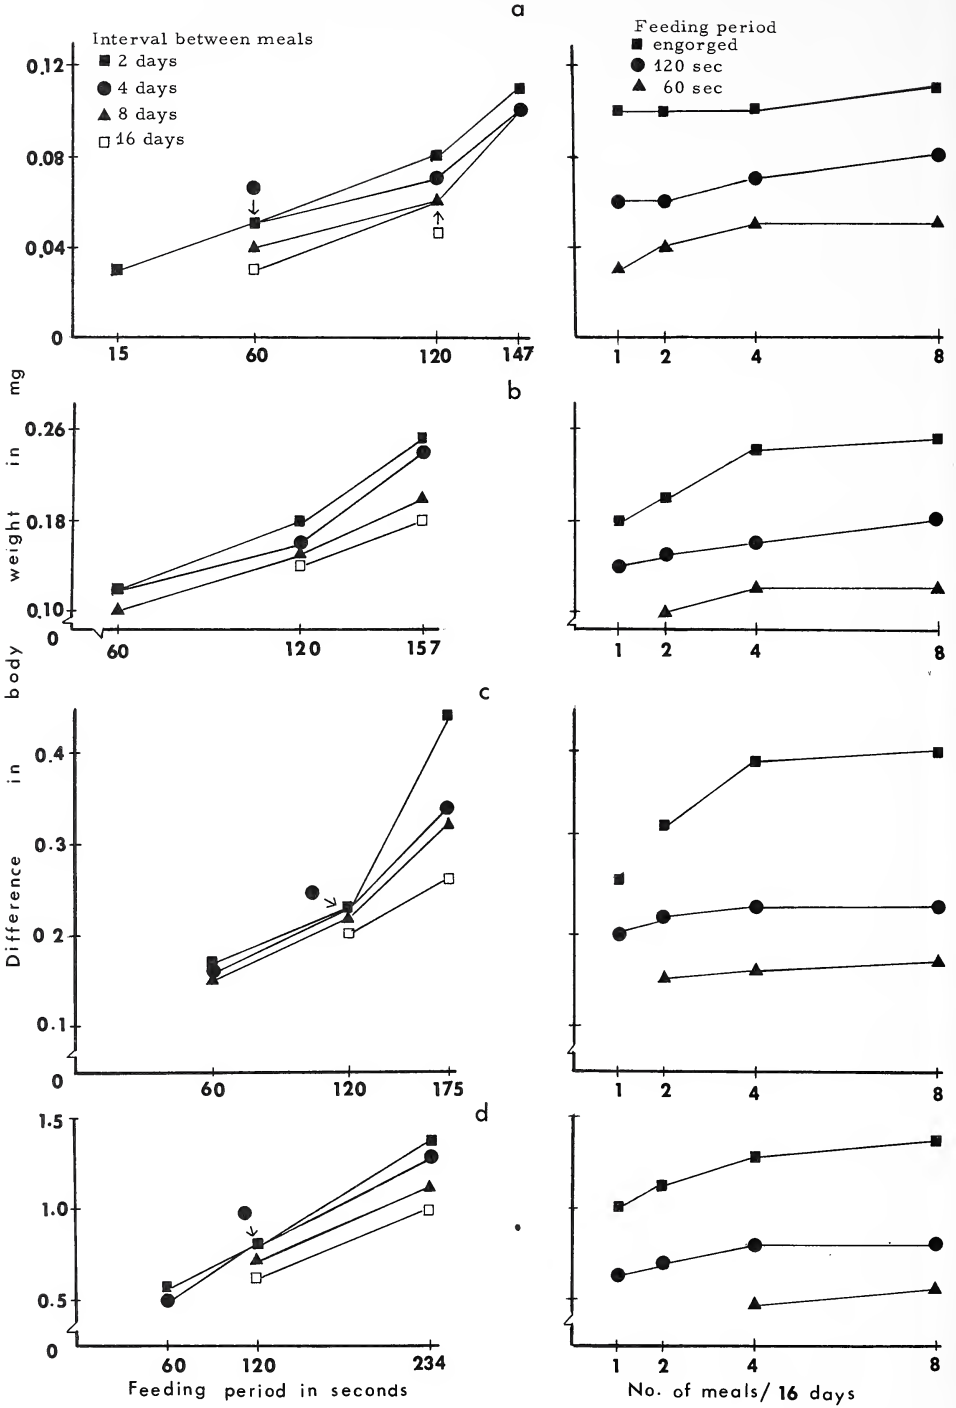 a
Interval between meals
2 days
4 days
8 days
16 days
Feeding period
engorged
120 sec
60 sec
0.12
0.08
0.04
0
15 60 120 147
1 2 4 8
b
0.26
0.18
0.10
0
60 120 157
1 2 4 8
c
0.4
0.3
0 2
0.1
0
60 120 175
1 2 4 8
d
1.5
1.0
0.5
0
60 120 234
1 2 4 8
Feeding period in seconds
No. of meals/ 16 days
Difference in body weight in mg